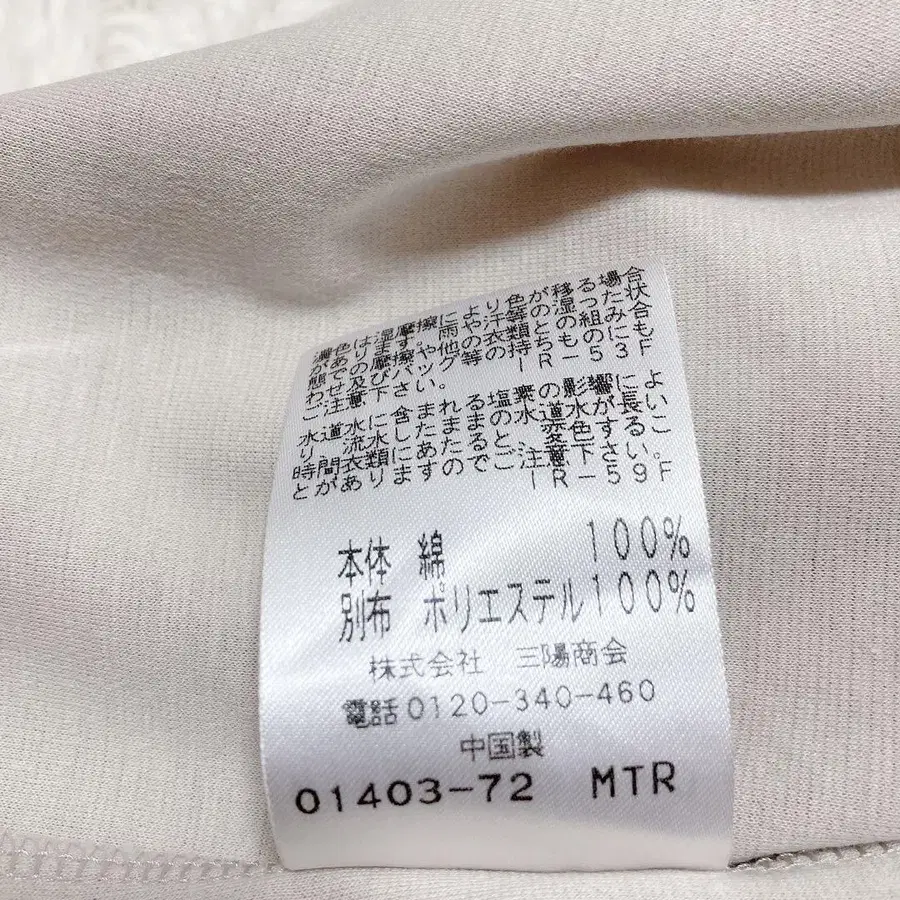 濃色は湿摩擦により色が移る場合
があります。雨や汗等の湿った状
態での摩擦や他の衣類との組み合
わせ及びバッグ等の持ちものにも
ご注意下さい。 -R-53F
水道水に含まれる塩素の影響によ
り、流水したままの水道水が長い
時間衣類にあたると、変色するこ
とがありますのでご注意下さい。
-R-59F
本体 綿 100%
別布 ポリエステル100%
株式会社 三陽商会
電話0120-340-460
中国製
01403-72 MTR